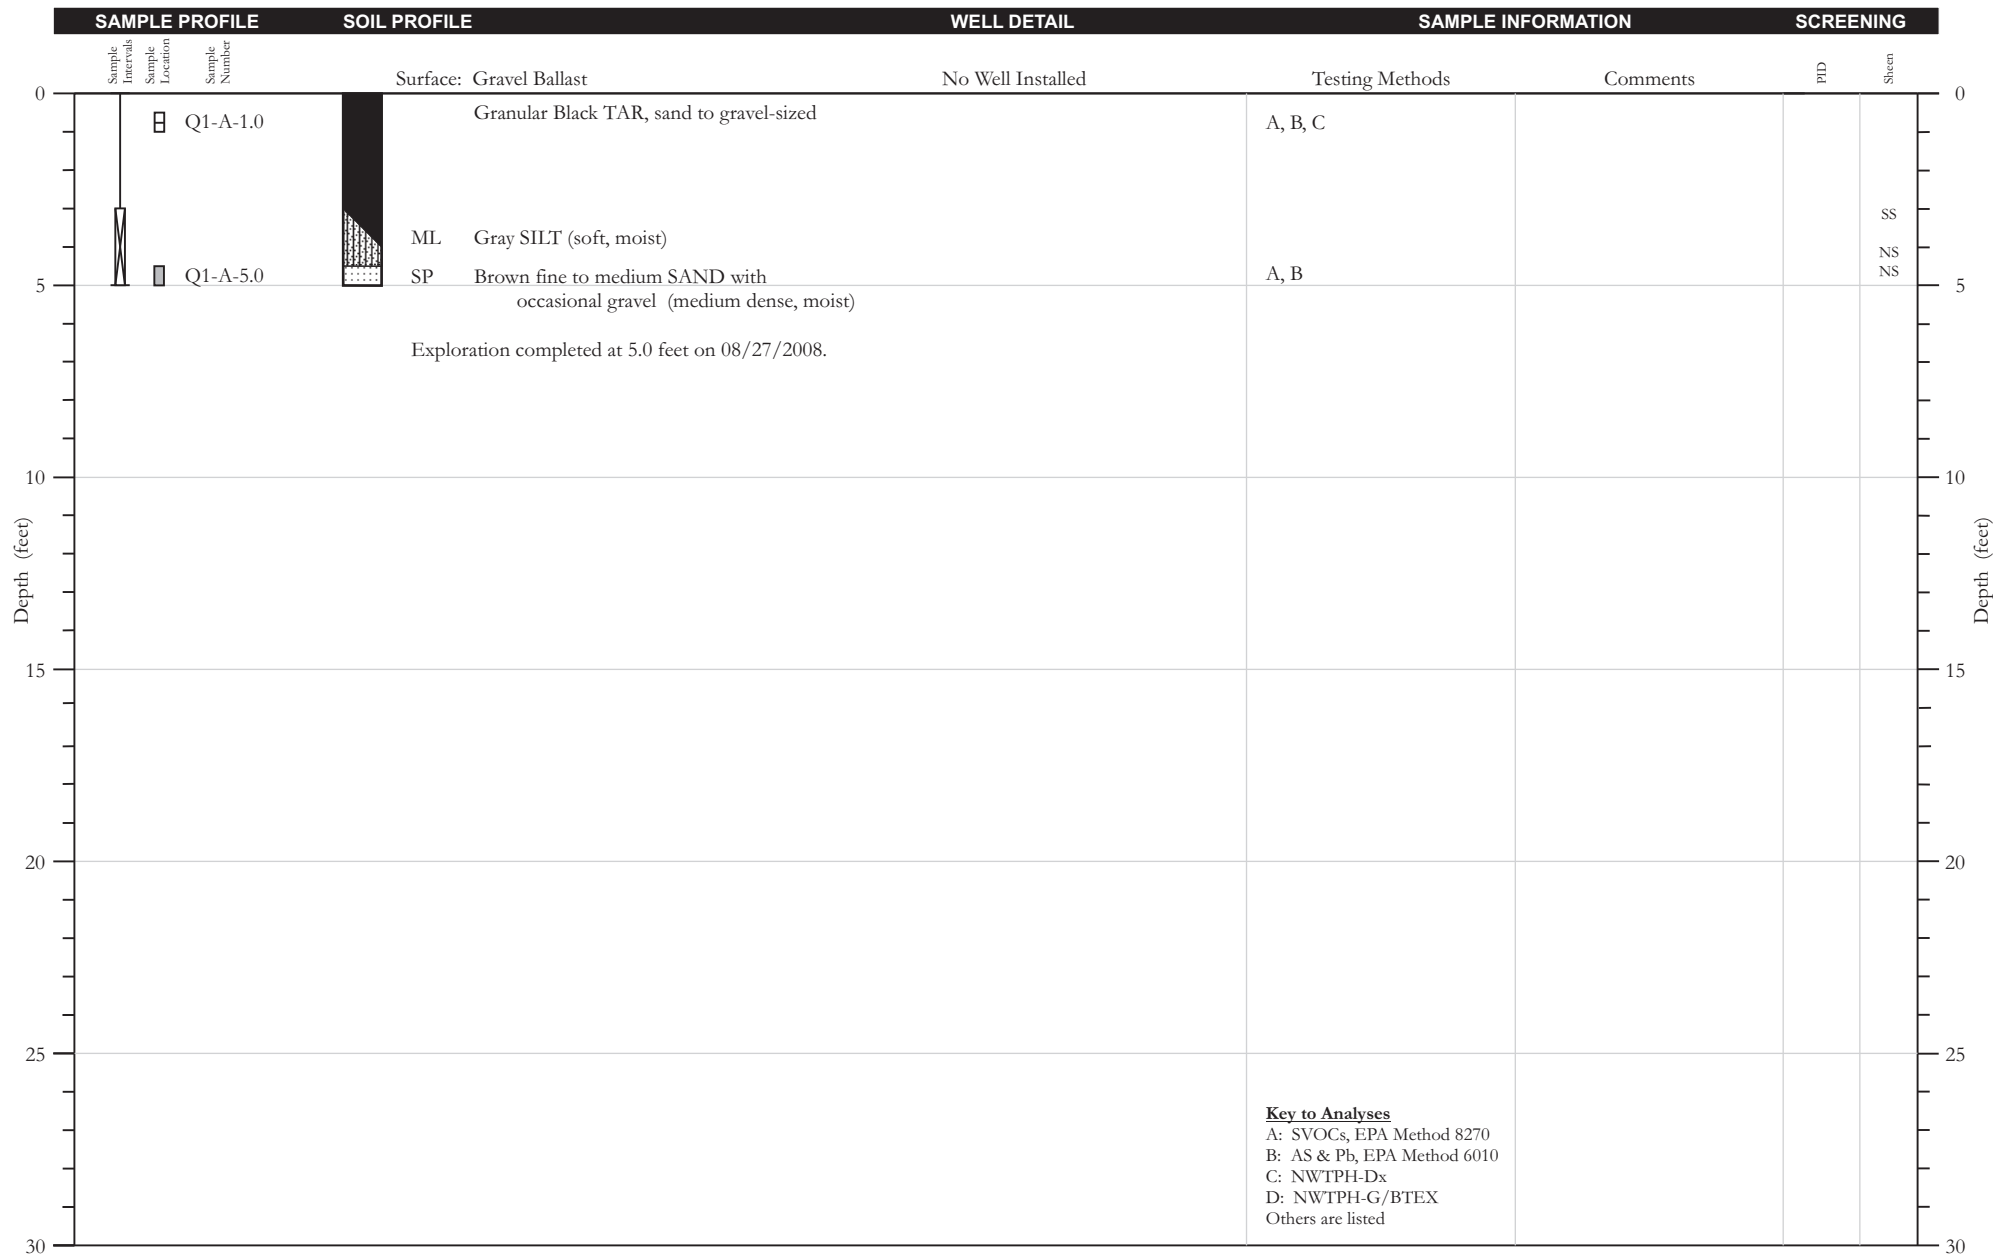 SAMPLE PROFILE SOIL PROFILE WELL DETAIL SAMPLE INFORMATION SCREENING
Sample Intervals Sample Location Sample Number Surface: Gravel Ballast No Well Installed Testing Methods Comments PID Sheen
0 0
Granular Black TAR, sand to gravel-sized
Q1-A-1.0 A, B, C
SS
ML Gray SILT (soft, moist)
NS
Q1-A-5.0 SP Brown fine to medium SAND with A, B NS
5 5
occasional gravel (medium dense, moist)
Exploration completed at 5.0 feet on 08/27/2008.
10 10
Depth (feet) Depth (feet)
15 15
20 20
25 25
Key to Analyses
A: SVOCs, EPA Method 8270
B: AS & Pb, EPA Method 6010
C: NWTPH-Dx
D: NWTPH-G/BTEX
Others are listed
30 30